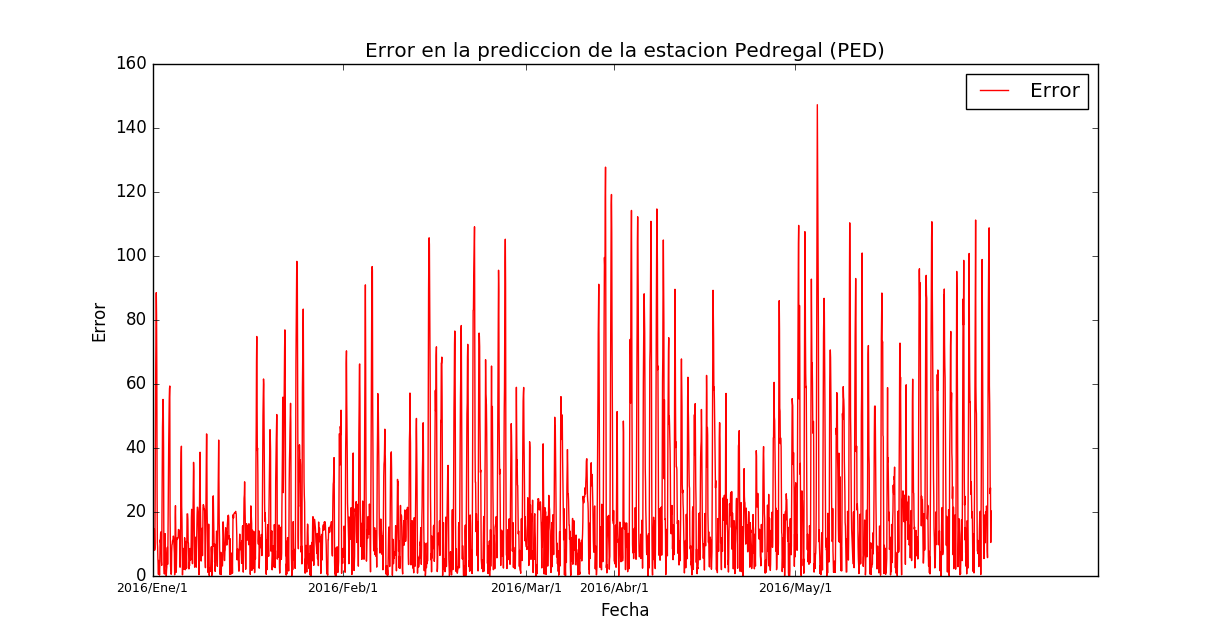 Error en la prediccion de la estacion Pedregal (PED)
Error
160
140
120
100
80
60
40
20
0
Error
2016/Ene/1
2016/Feb/1
2016/Mar/1
2016/Abr/1
2016/May/1
Fecha